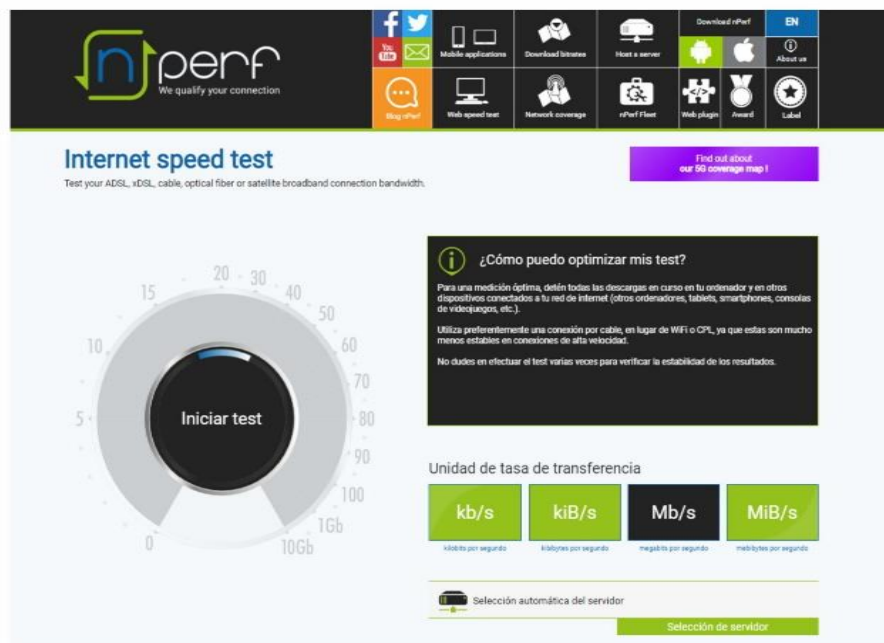 nperf
We qualify your connection
You
Tube
Mobile applications
Download bitrates
Host a server
Download nPerf
EN
About us
Blog nPerf
Web speed test
Network coverage
nPerf Fleet
Web plugin
Award
Label
Internet speed test
Test your ADSL, xDSL, cable, optical fiber or satellite broadband connection bandwidth.
Find out about
our 5G coverage map !
0
5
10
15
20
30
40
50
60
70
80
90
100
1Gb
10Gb
Iniciar test
¿Cómo puedo optimizar mis test?
Para una medición óptima, detén todas las descargas en curso en tu ordenador y en otros
dispositivos conectados a tu red de internet (otros ordenadores, tablets, smartphones, consolas
de videojuegos, etc.).
Utiliza preferentemente una conexión por cable, en lugar de WiFi o CPL, ya que estas son mucho
menos estables en conexiones de alta velocidad.
No dudes en efectuar el test varias veces para verificar la estabilidad de los resultados.
Unidad de tasa de transferencia
kb/s
kiB/s
Mb/s
MiB/s
kilobits por segundo
kibibytes por segundo
megabits por segundo
mebibytes por segundo
Selección automática del servidor
Selección de servidor